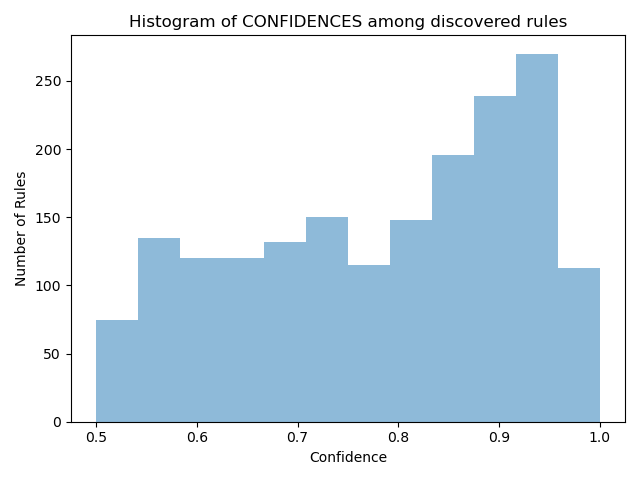 Histogram of CONFIDENCES among discovered rules
250
200
150
100
50
0
Number of Rules
0.5 0.6 0.7 0.8 0.9 1.0
Confidence